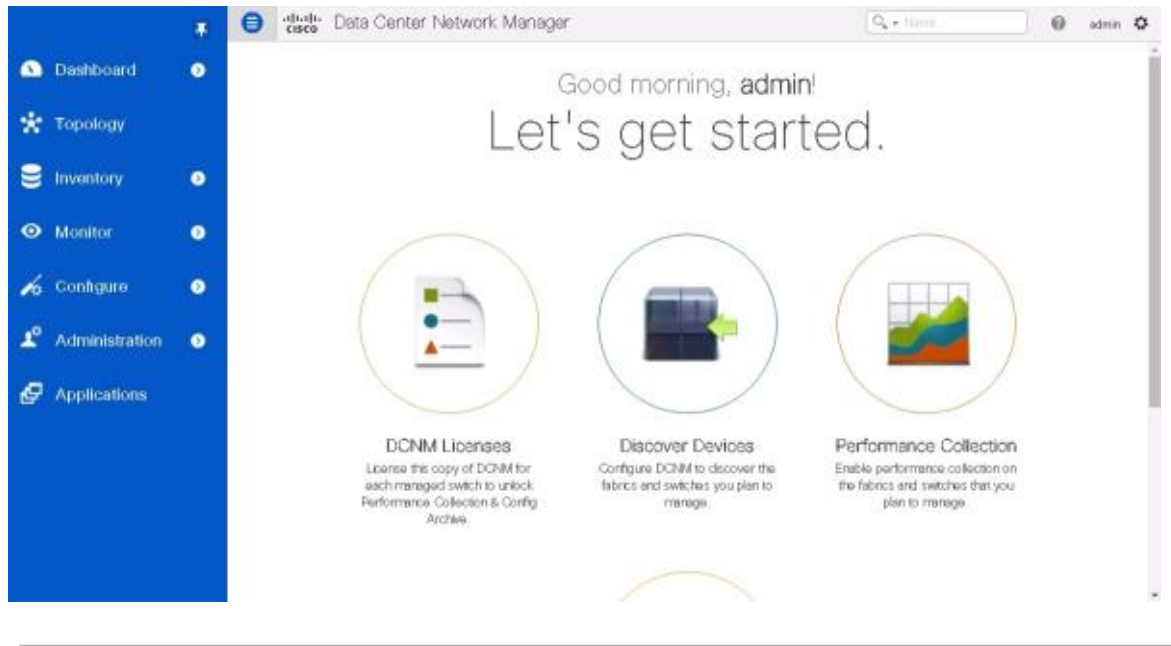 cisco Data Center Network Manager
Name
admin
Dashboard
Topology
Inventory
Monitor
Configure
Administration
Applications
Good morning, admin!
Let's get started.
DCNM Licenses
License this copy of DCNM for
each managed switch to unlock
Performance Collection & Config
Archive
Discover Devices
Configure DCNM to discover the
fabrics and switches you plan to
manage
Performance Collection
Enable performance collection on
the fabrics and switches that you
plan to manage